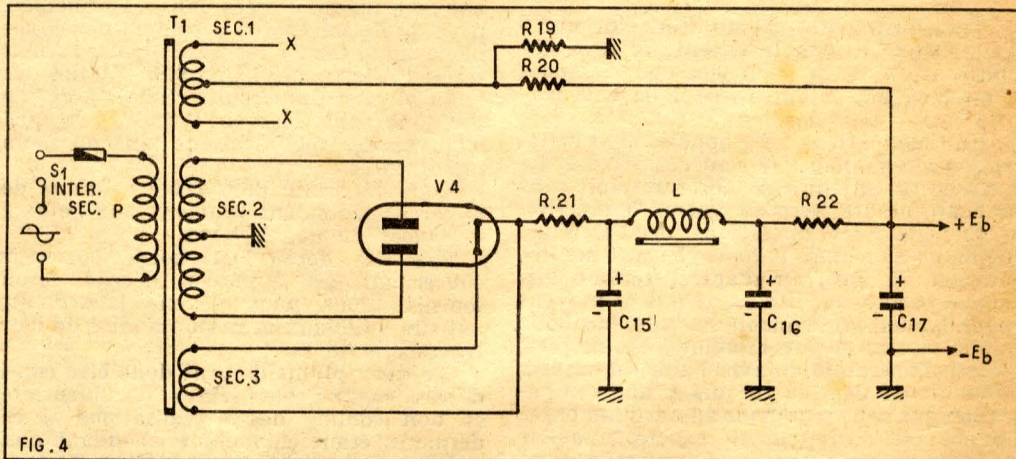 T1
SEC.1
X
R19
R20
X
S1
INTER.
SEC.
P
SEC.2
V4
R.21
L
R22
+Eb
+
-
C15
+
-
C16
+
-
C17
-Eb
SEC.3
FIG.4